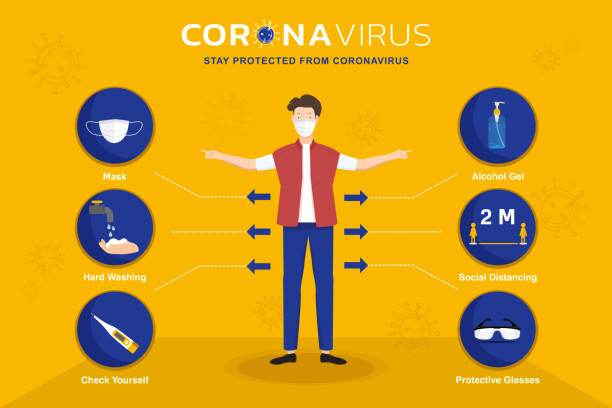 CORONAVIRUS
STAY PROTECTED FROM CORONAVIRUS
Mask
Hard Washing
Check Yourself
Alcohol Gel
2 M
Social Distancing
Protective Glasses